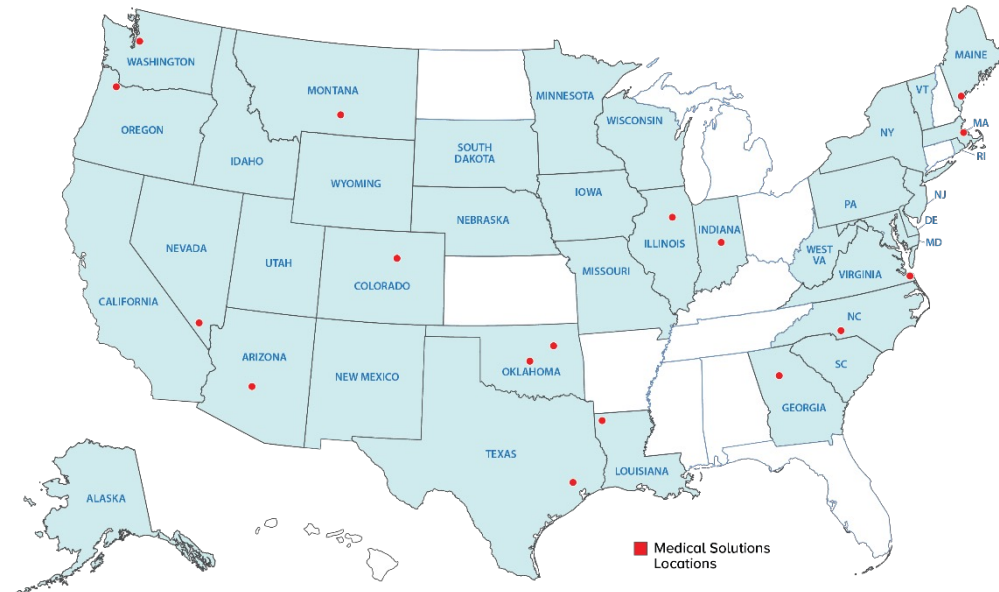 WASHINGTON
MAINE
MONTANA
VT
MINNESOTA
WISCONSIN
MA
OREGON
NY
SOUTH
DAKOTA
IDAHO
RI
WYOMING
IOWA
NJ
PA
NEBRASKA
DE
INDIANA
ILLINOIS
MD
NEVADA
WEST
VA
UTAH
MISSOURI
VIRGINIA
COLORADO
CALIFORNIA
NC
ARIZONA
OKLAHOMA
SC
NEW MEXICO
GEORGIA
TEXAS
LOUISIANA
ALASKA
Medical Solutions
Locations